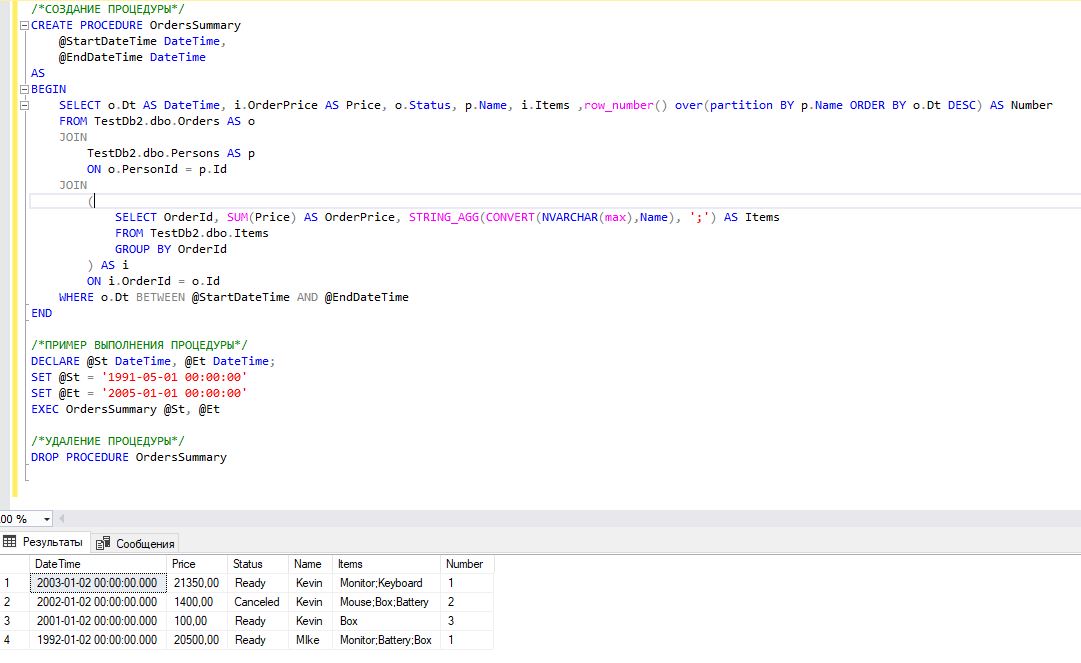 /*СОЗДАНИЕ ПРОЦЕДУРЫ*/
CREATE PROCEDURE OrdersSummary
@StartDateTime DateTime,
@EndDateTime DateTime
AS
BEGIN
SELECT o.Dt AS DateTime, i.OrderPrice AS Price, o.Status, p.Name, i.Items ,row_number() over(partition BY p.Name ORDER BY o.Dt DESC) AS Number
FROM TestDb2.dbo.Orders AS o
JOIN
TestDb2.dbo.Persons AS p
ON o.PersonId = p.Id
JOIN
(
SELECT OrderId, SUM(Price) AS OrderPrice, STRING_AGG(CONVERT(NVARCHAR(max),Name), ';') AS Items
FROM TestDb2.dbo.Items
GROUP BY OrderId
) AS i
ON i.OrderId = o.Id
WHERE o.Dt BETWEEN @StartDateTime AND @EndDateTime
END
/*ПРИМЕР ВЫПОЛНЕНИЯ ПРОЦЕДУРЫ*/
DECLARE @St DateTime, @Et DateTime;
SET @St = '1991-05-01 00:00:00'
SET @Et = '2005-01-01 00:00:00'
EXEC OrdersSummary @St, @Et
/*УДАЛЕНИЕ ПРОЦЕДУРЫ*/
DROP PROCEDURE OrdersSummary
00 %
Результаты Сообщения
DateTime Price Status Name Items Number
1 2003-01-02 00:00:00.000 21350,00 Ready Kevin Monitor;Keyboard 1
2 2002-01-02 00:00:00.000 1400,00 Canceled Kevin Mouse;Box;Battery 2
3 2001-01-02 00:00:00.000 100,00 Ready Kevin Box 3
4 1992-01-02 00:00:00.000 20500,00 Ready MIke Monitor;Battery;Box 1